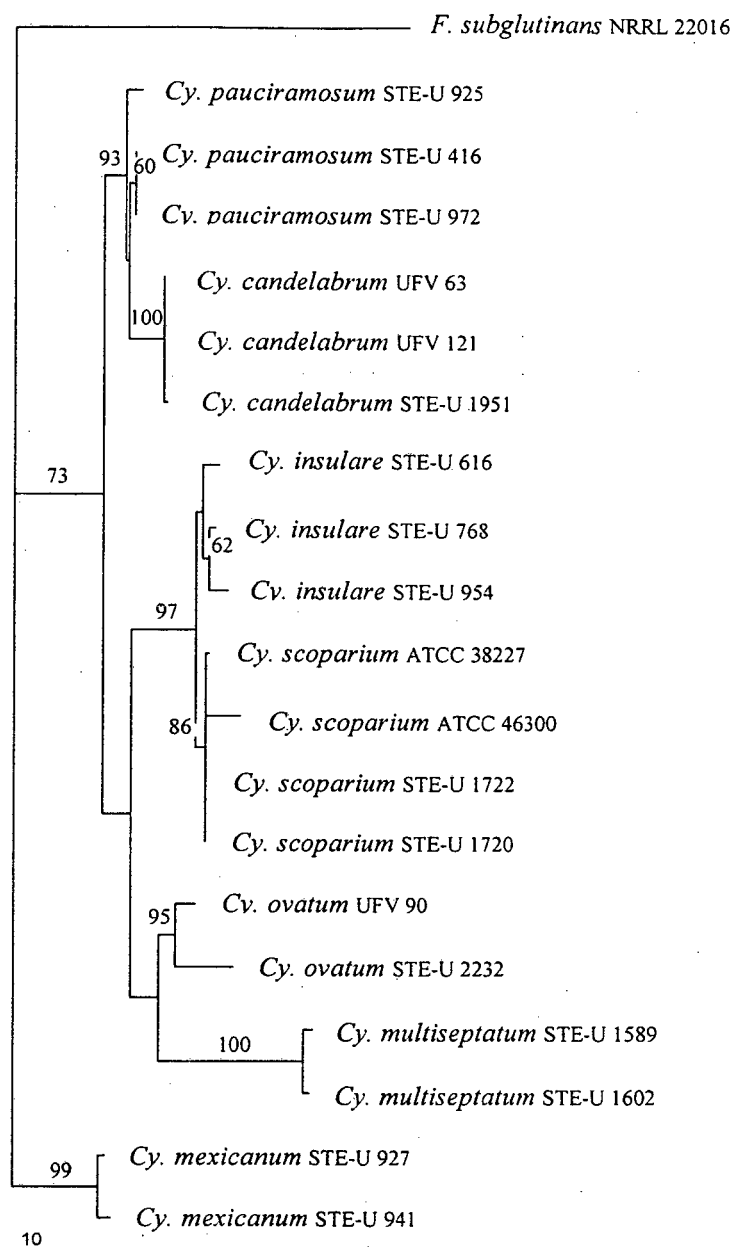 F. subglutinans NRRL 22016
Cy. pauciramosum STE-U 925
93
60
Cy. pauciramosum STE-U 416
Cv. pauciramosum STE-U 972
Cy. candelabrum UFV 63
100
Cy. candelabrum UFV 121
Cy. candelabrum STE-U 1951
Cy. insulare STE-U 616
73
Cy. insulare STE-U 768
62
Cv. insulare STE-U 954
97
Cy. scoparium ATCC 38227
86
Cy. scoparium ATCC 46300
Cy. scoparium STE-U 1722
Cy. scoparium STE-U 1720
Cv. ovatum UFV 90
95
Cy. ovatum STE-U 2232
Cy. multiseptatum STE-U 1589
100
Cy. multiseptatum STE-U 1602
Cy. mexicanum STE-U 927
99
Cy. mexicanum STE-U 941
10